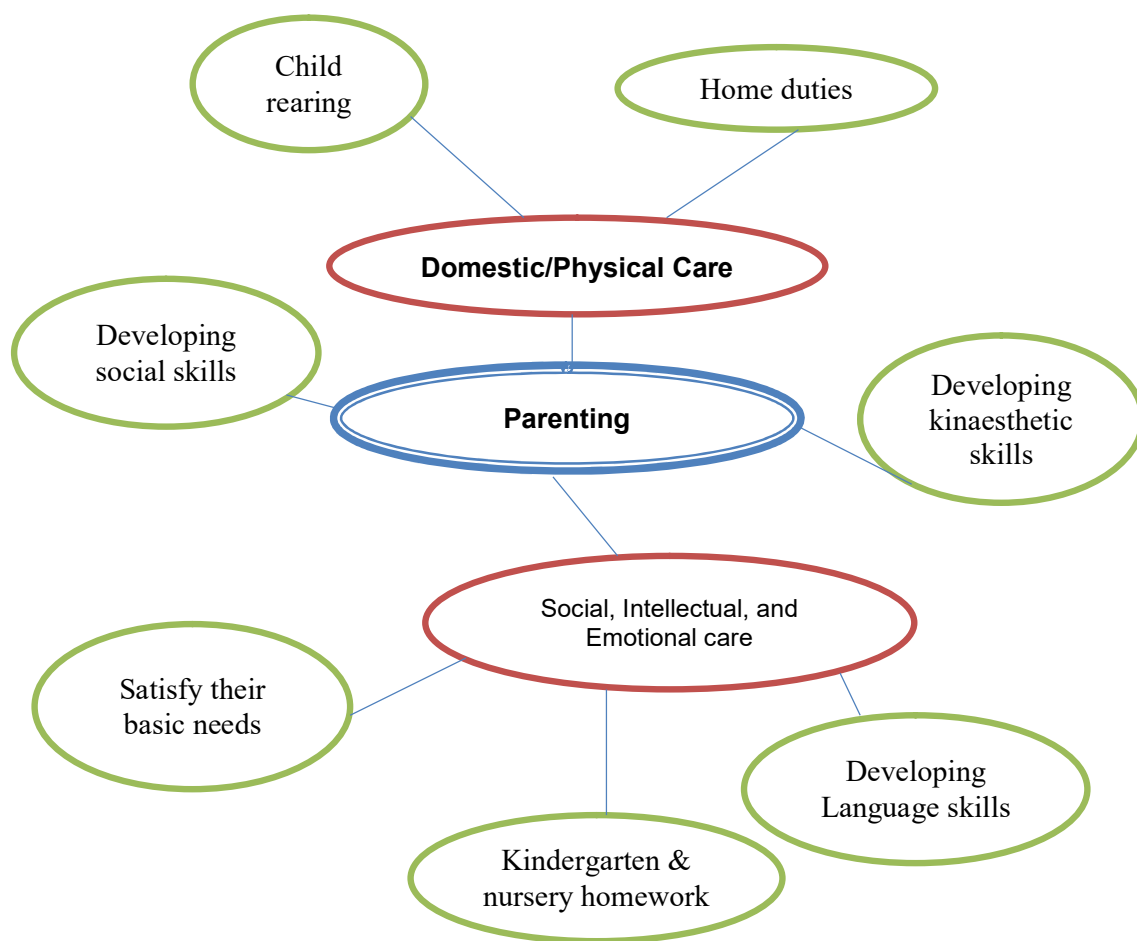 Child
rearing
Home duties
Domestic/Physical Care
Developing
social skills
Parenting
Developing
kinaesthetic
skills
Social, Intellectual, and
Emotional care
Satisfy their
basic needs
Developing
Language skills
Kindergarten &
nursery homework